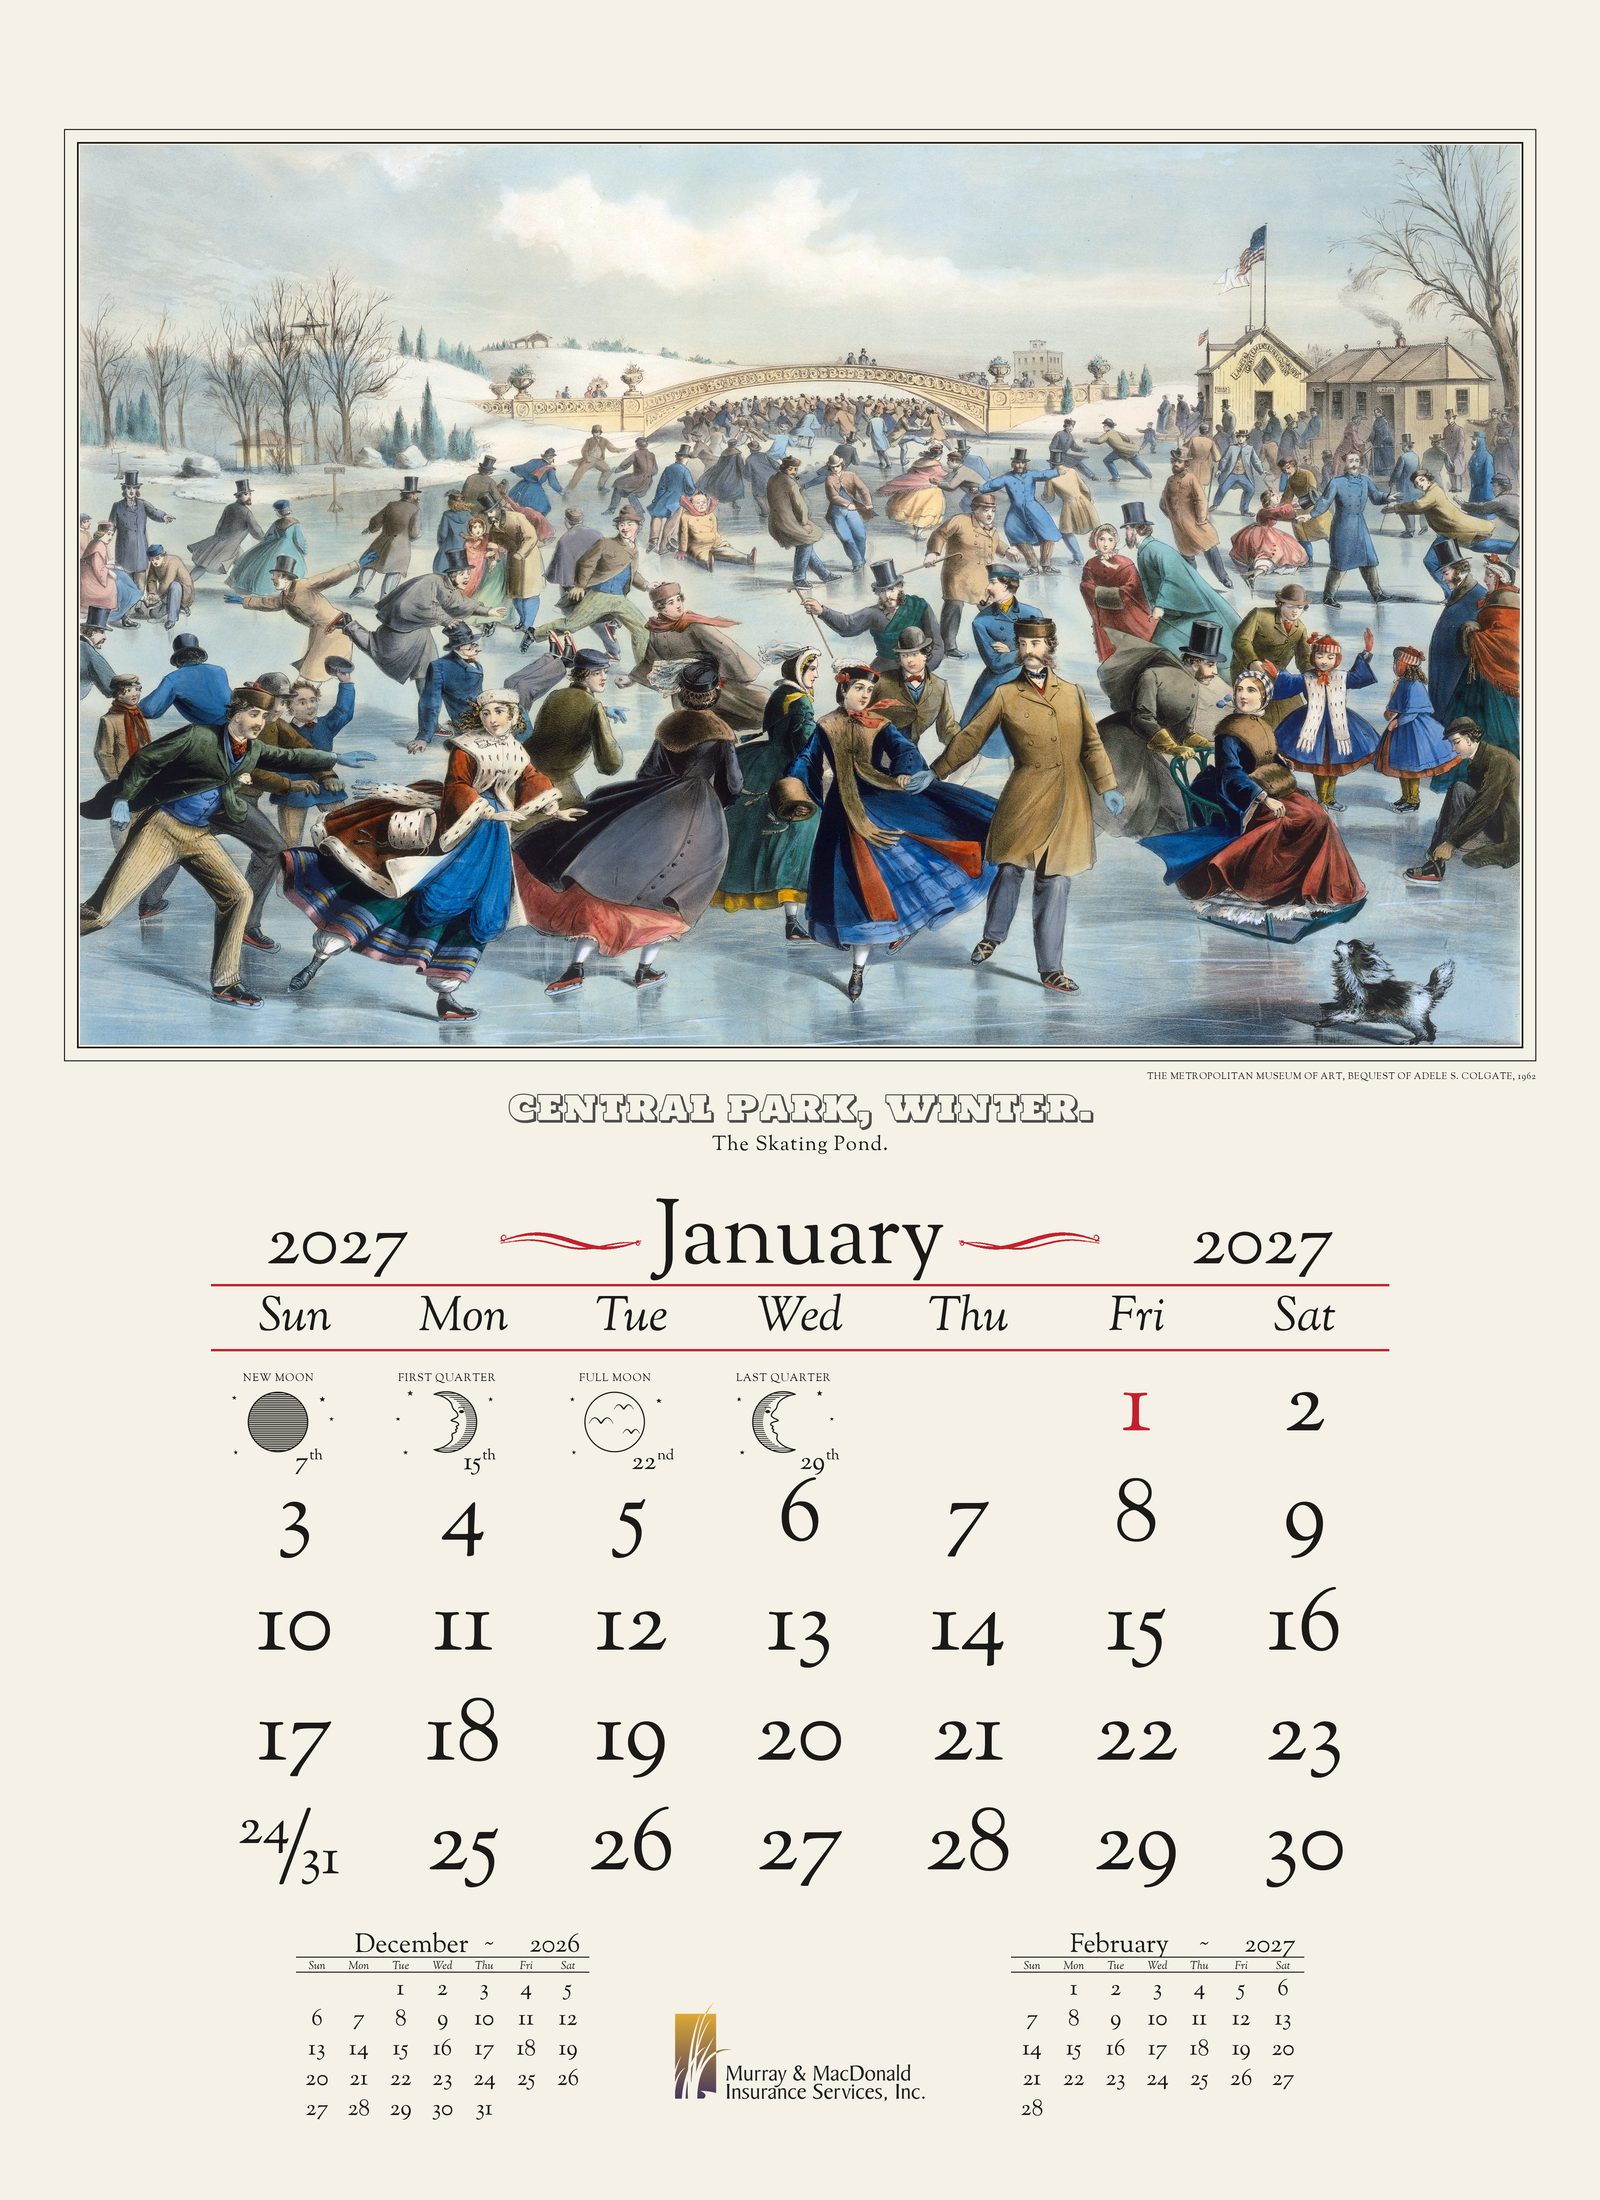 THE METROPOLITAN MUSEUM OF ART, BEQUEST OF ADELE S. COLGATE, 1962
CENTRAL PARK, WINTER.
The Skating Pond.
2027 January 2027
Sun Mon Tue Wed Thu Fri Sat
NEW MOON FIRST QUARTER FULL MOON LAST QUARTER
7th 15th 22nd 29th
1 2
3 4 5 6 7 8 9
10 11 12 13 14 15 16
17 18 19 20 21 22 23
24/31 25 26 27 28 29 30
December ~ 2026
Sun Mon Tue Wed Thu Fri Sat
1 2 3 4 5
6 7 8 9 10 11 12
13 14 15 16 17 18 19
20 21 22 23 24 25 26
27 28 29 30 31
Murray & MacDonald
Insurance Services, Inc.
February ~ 2027
Sun Mon Tue Wed Thu Fri Sat
1 2 3 4 5 6
7 8 9 10 11 12 13
14 15 16 17 18 19 20
21 22 23 24 25 26 27
28